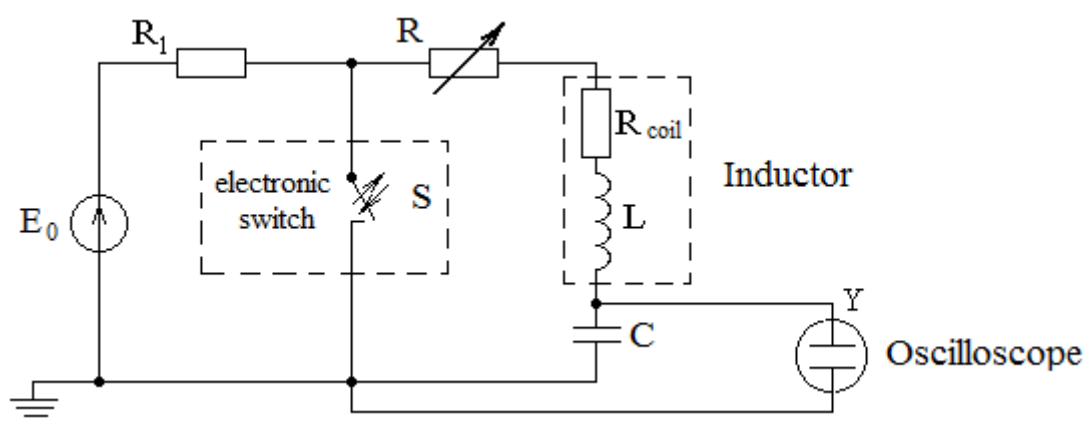 R1
R
Rcoil
Inductor
electronic
switch
S
E0
L
Y
C
Oscilloscope